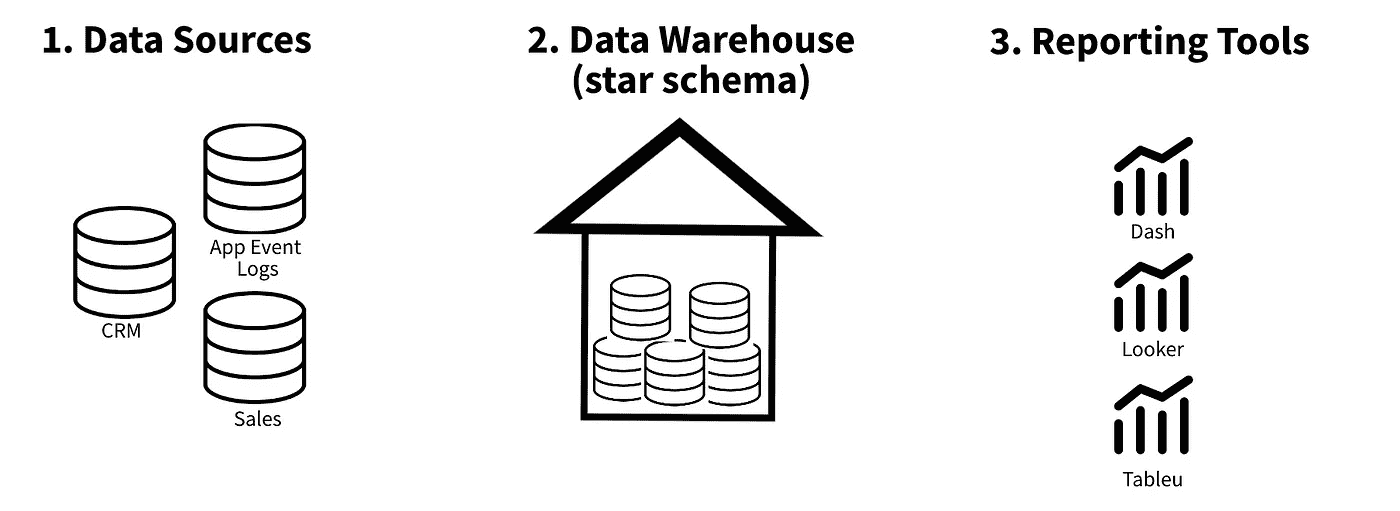 1. Data Sources
App Event
Logs
CRM
Sales
2. Data Warehouse
(star schema)
3. Reporting Tools
Dash
Looker
Tableu